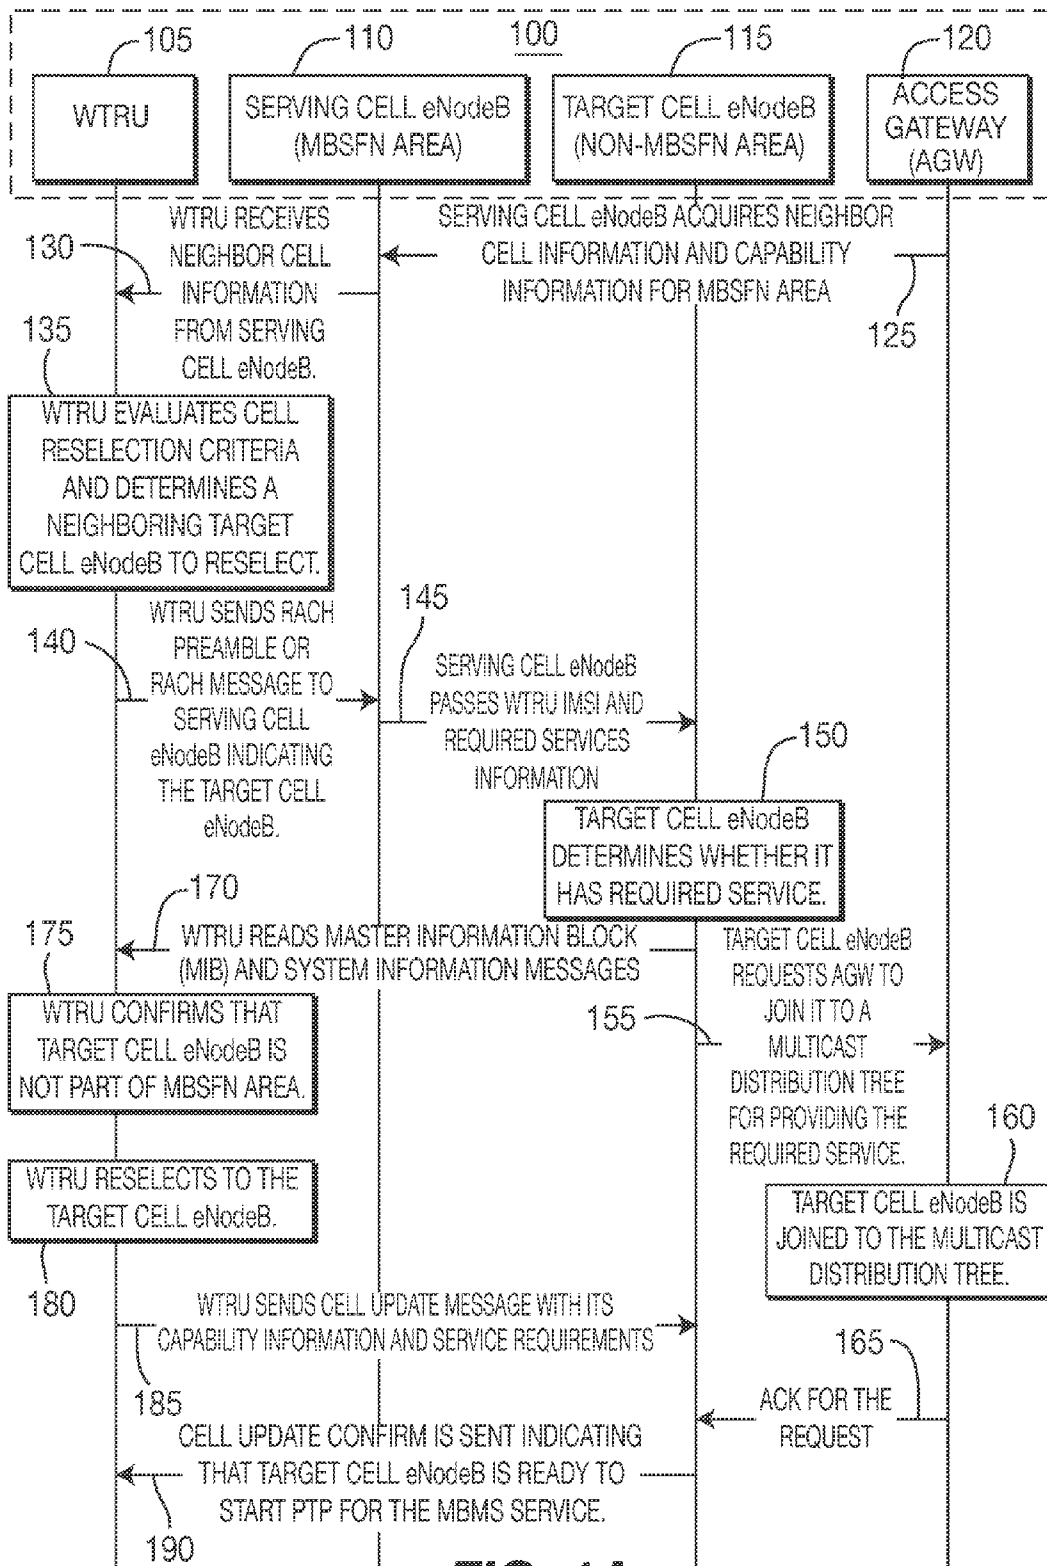 100
105
110
115
120
WTRU
SERVING CELL eNodeB
(MBSFN AREA)
TARGET CELL eNodeB
(NON-MBSFN AREA)
ACCESS
GATEWAY
(AGW)
WTRU RECEIVES
NEIGHBOR CELL
INFORMATION
FROM SERVING
CELL eNodeB.
130
SERVING CELL eNodeB ACQUIRES NEIGHBOR
CELL INFORMATION AND CAPABILITY
INFORMATION FOR MBSFN AREA
125
135
WTRU EVALUATES CELL
RESELECTION CRITERIA
AND DETERMINES A
NEIGHBORING TARGET
CELL eNodeB TO RESELECT.
140
WTRU SENDS RACH
PREAMBLE OR
RACH MESSAGE TO
SERVING CELL
eNodeB INDICATING
THE TARGET CELL
eNodeB.
145
SERVING CELL eNodeB
PASSES WTRU IMSI AND
REQUIRED SERVICES
INFORMATION
150
TARGET CELL eNodeB
DETERMINES WHETHER IT
HAS REQUIRED SERVICE.
170
WTRU READS MASTER INFORMATION BLOCK
(MIB) AND SYSTEM INFORMATION MESSAGES
TARGET CELL eNodeB
REQUESTS AGW TO
JOIN IT TO A
MULTICAST
DISTRIBUTION TREE
FOR PROVIDING THE
REQUIRED SERVICE.
155
175
WTRU CONFIRMS THAT
TARGET CELL eNodeB IS
NOT PART OF MBSFN AREA.
160
TARGET CELL eNodeB IS
JOINED TO THE MULTICAST
DISTRIBUTION TREE.
WTRU RESELECTS TO THE
TARGET CELL eNodeB.
180
WTRU SENDS CELL UPDATE MESSAGE WITH ITS
CAPABILITY INFORMATION AND SERVICE REQUIREMENTS
185
165
ACK FOR THE
REQUEST
CELL UPDATE CONFIRM IS SENT INDICATING
THAT TARGET CELL eNodeB IS READY TO
START PTP FOR THE MBMS SERVICE.
190